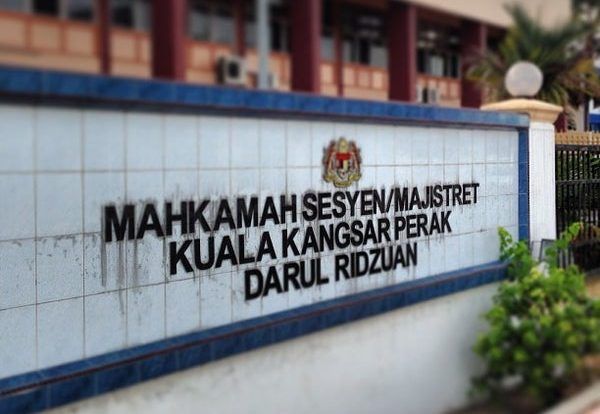 MAHKAMAH SESYEN/MAJISTRET
KUALA KANGSAR PERAK
DARUL RIDZUAN